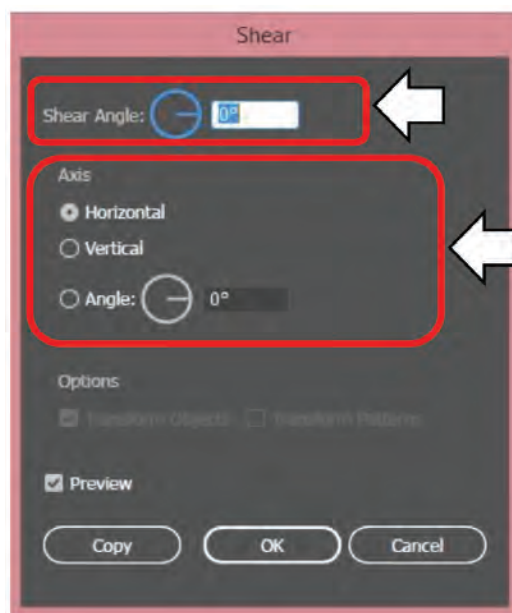 Shear
Shear Angle: 0°
Axis
Horizontal
Vertical
Angle: 0°
Options
Transform Objects Transform Patterns
Preview
Copy OK Cancel